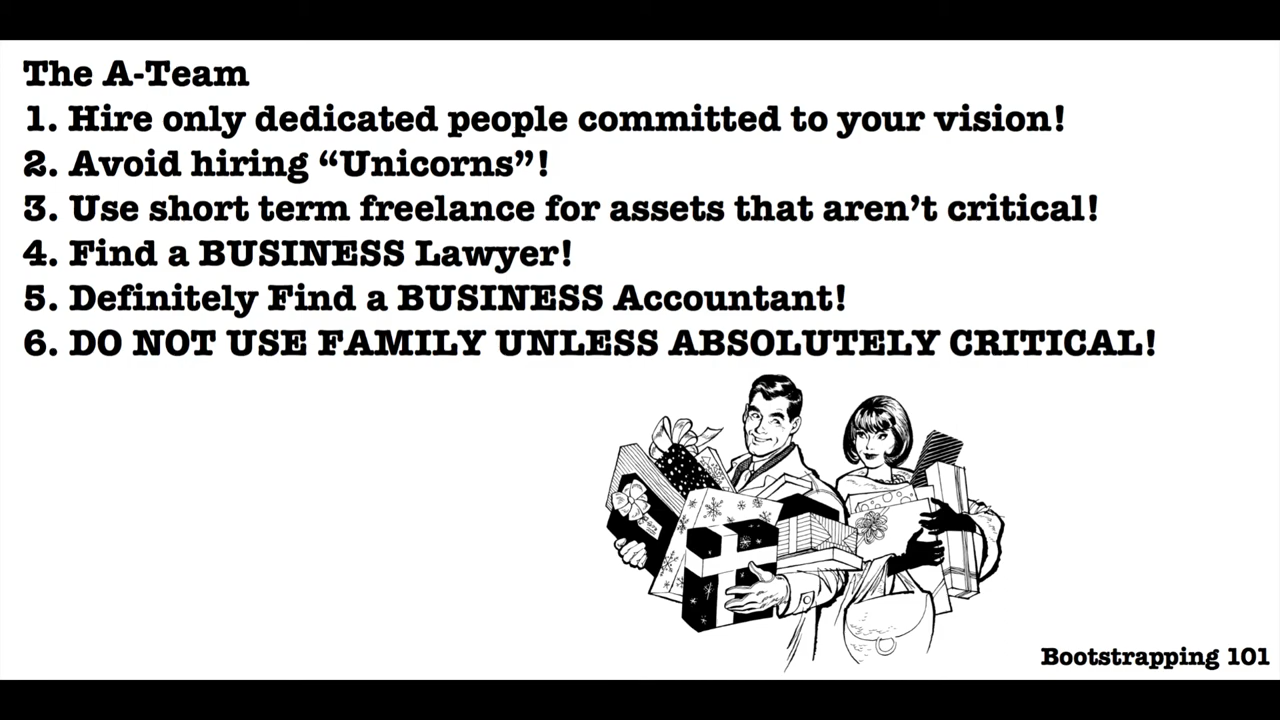 The A-Team
1. Hire only dedicated people committed to your vision!
2. Avoid hiring “Unicorns”!
3. Use short term freelance for assets that aren’t critical!
4. Find a BUSINESS Lawyer!
5. Definitely Find a BUSINESS Accountant!
6. DO NOT USE FAMILY UNLESS ABSOLUTELY CRITICAL!
Bootstrapping 101